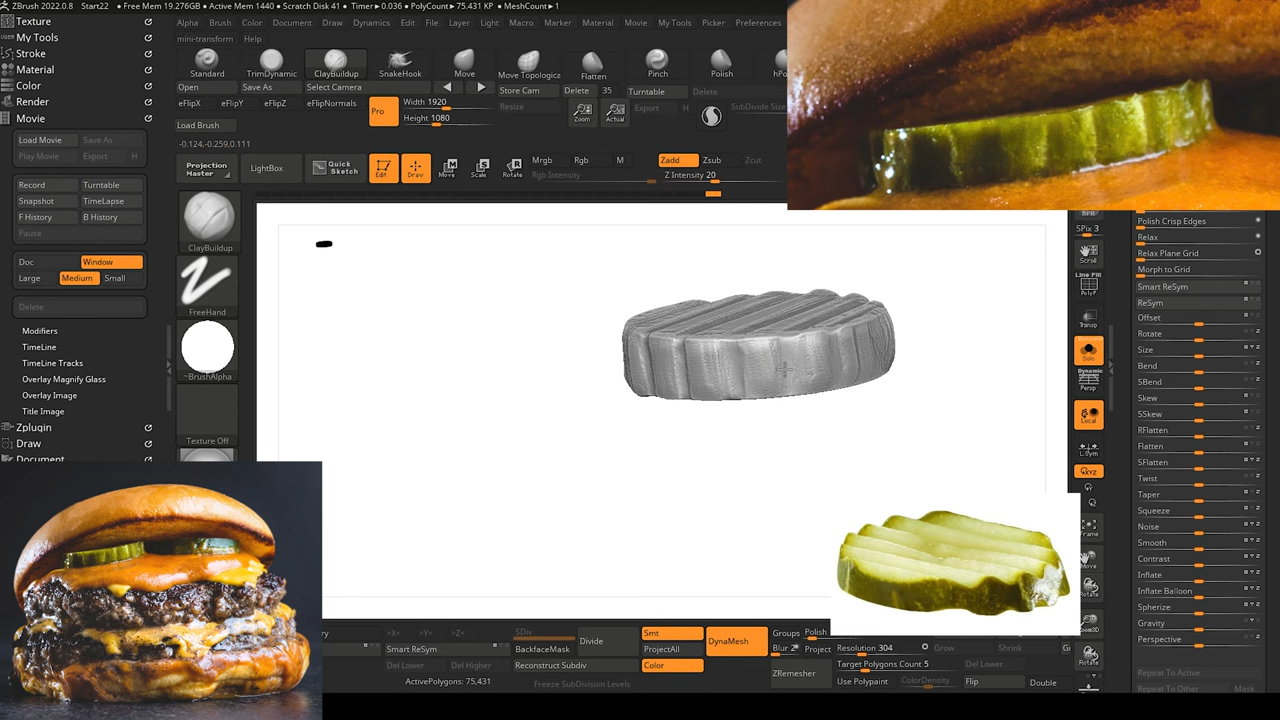 ZBrush 2022.0.8 Start22 • Free Mem 19.276GB • Active Mem 1440 • Scratch Disk 41 • Timer▸0.036 • PolyCount▸75.431 KP • MeshCount▸1
Alpha Brush Color Document Draw Dynamics Edit File Layer Light Macro Marker Material Movie My Tools Picture Preferences
mini-transform Help
Texture
My Tools
Stroke
Material
Color
Render
Movie
Load Movie Save As
Play Movie Export H
Record Turntable
Snapshot TimeLapse
F History B History
Pause
Doc Window
Large Medium Small
Delete
Modifiers
TimeLine
TimeLine Tracks
Overlay Magnify Glass
Overlay Image
Title Image
Zplugin
Draw
Document
Standard TrimDynamic ClayBuildup SnakeHook Move Move Topologica Flatten Pinch Polish
Open Save As Select Camera Store Cam Delete 35 Turntable
eFlipX eFlipY eFlipZ eFlipNormals Pro Width 1920 Resize Zoom Actual Export H SubDivide Size
Height 1080
Load Brush
-0.124,-0.259,0.111
Projection Master LightBox Quick Sketch Edit Draw Move Scale Rotate
Mrgb Rgb M Zadd Zsub Zcut
Rgb Intensity Z Intensity 20
ClayBuildup
FreeHand
~BrushAlpha
Texture Off
BPR
SPix 3
Scroll
Line Fill
PolyF
Transp
Solo
Dynamic
Persp
Local
L.Sym
XYZ
Frame
Move
Rotate
Zoom3D
Rotate
Polish Crisp Edges
Relax
Relax Plane Grid
Morph to Grid
Smart ReSym
ReSym
Offset
Rotate
Size
Bend
SBend
Skew
SSkew
RFlatten
Flatten
SFlatten
Twist
Taper
Squeeze
Noise
Smooth
Contrast
Inflate
Inflate Balloon
Spherize
Gravity
Perspective
Repeat To Active
Repeat To Other Mask
>X< >Y< >Z< SDiv Divide Smt DynaMesh Groups Polish
Smart ReSym BackfaceMask ProjectAll Blur Project Resolution 304 Grow Shrink
Del Lower Del Higher Reconstruct Subdiv Color Target Polygons Count 5 Del Lower
ActivePolygons: 75,431 Freeze SubDivision Levels ZRemesher Use Polypaint ColorDensity Flip Double